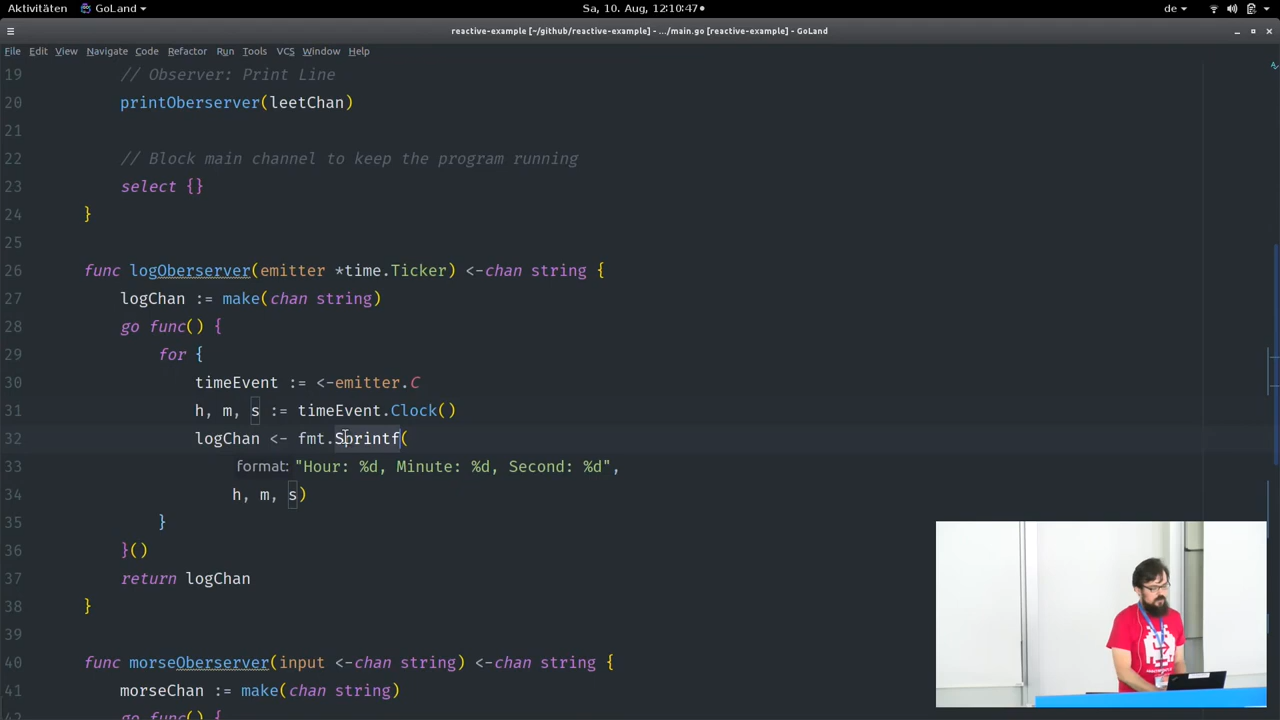 Aktivitäten GoLand Sa, 10. Aug, 12:10:47 de
reactive-example [~/github/reactive-example] - .../main.go [reactive-example] - GoLand
File Edit View Navigate Code Refactor Run Tools VCS Window Help
19 // Observer: Print Line
20 printOberserver(leetChan)
21
22 // Block main channel to keep the program running
23 select {}
24 }
25
26 func logOberserver(emitter *time.Ticker) <-chan string {
27 logChan := make(chan string)
28 go func() {
29 for {
30 timeEvent := <-emitter.C
31 h, m, s := timeEvent.Clock()
32 logChan <- fmt.Sprintf(
33 format: "Hour: %d, Minute: %d, Second: %d",
34 h, m, s)
35 }
36 }()
37 return logChan
38 }
39
40 func morseOberserver(input <-chan string) <-chan string {
41 morseChan := make(chan string)
go func() {